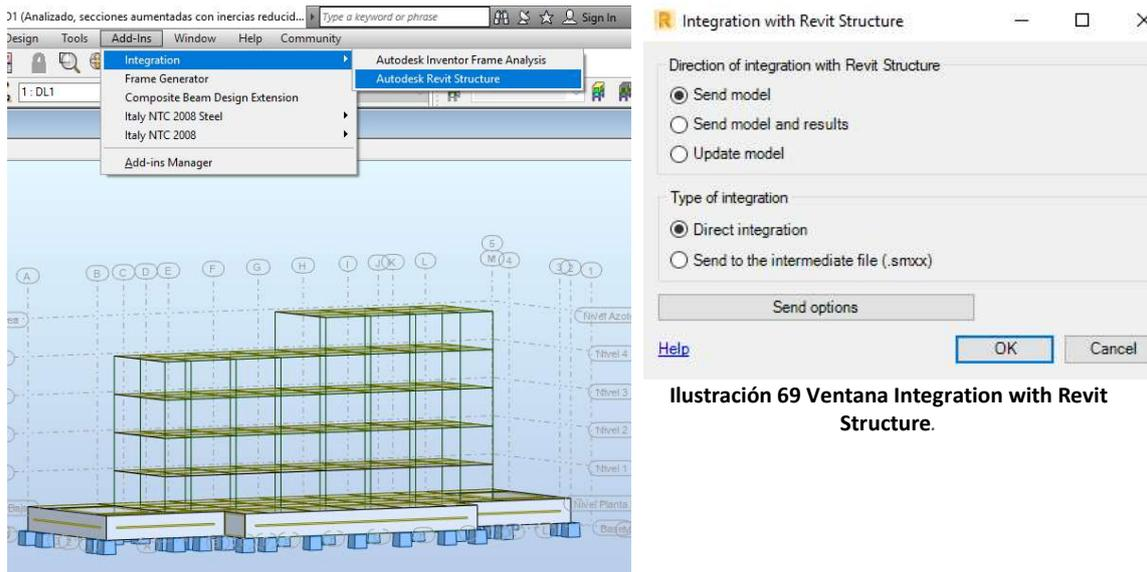 D1 (Analizado, secciones aumentadas con inercias reducid... Type a keyword or phrase Sign In
Design Tools Add-Ins Window Help Community
Integration
Autodesk Inventor Frame Analysis
Frame Generator
Autodesk Revit Structure
1 : DL1
Composite Beam Design Extension
Italy NTC 2008 Steel
Italy NTC 2008
Add-ins Manager
A B C D E F G H I J K L 5 M 4 3 2 1
Nivel Azote
Nivel 4
Nivel 3
Nivel 2
Nivel 1
Nivel Planta
Integration with Revit Structure
Direction of integration with Revit Structure
Send model
Send model and results
Update model
Type of integration
Direct integration
Send to the intermediate file (.smxx)
Send options
Help OK Cancel
Ilustración 69 Ventana Integration with Revit
Structure.